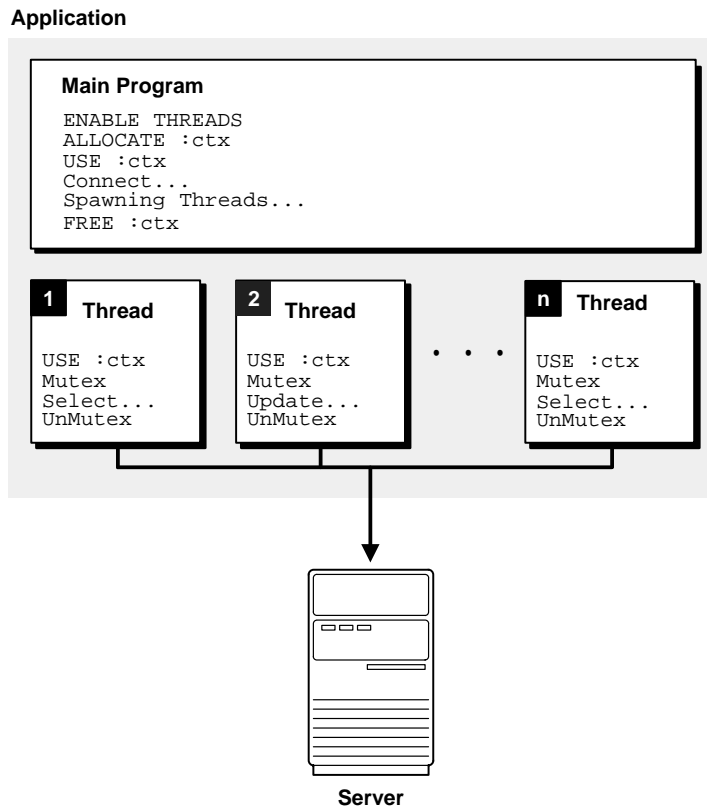 Application
Main Program
ENABLE THREADS
ALLOCATE :ctx
USE :ctx
Connect...
Spawning Threads...
FREE :ctx
1
Thread
USE :ctx
Mutex
Select...
UnMutex
2
Thread
USE :ctx
Mutex
Update...
UnMutex
. . .
n
Thread
USE :ctx
Mutex
Select...
UnMutex
Server